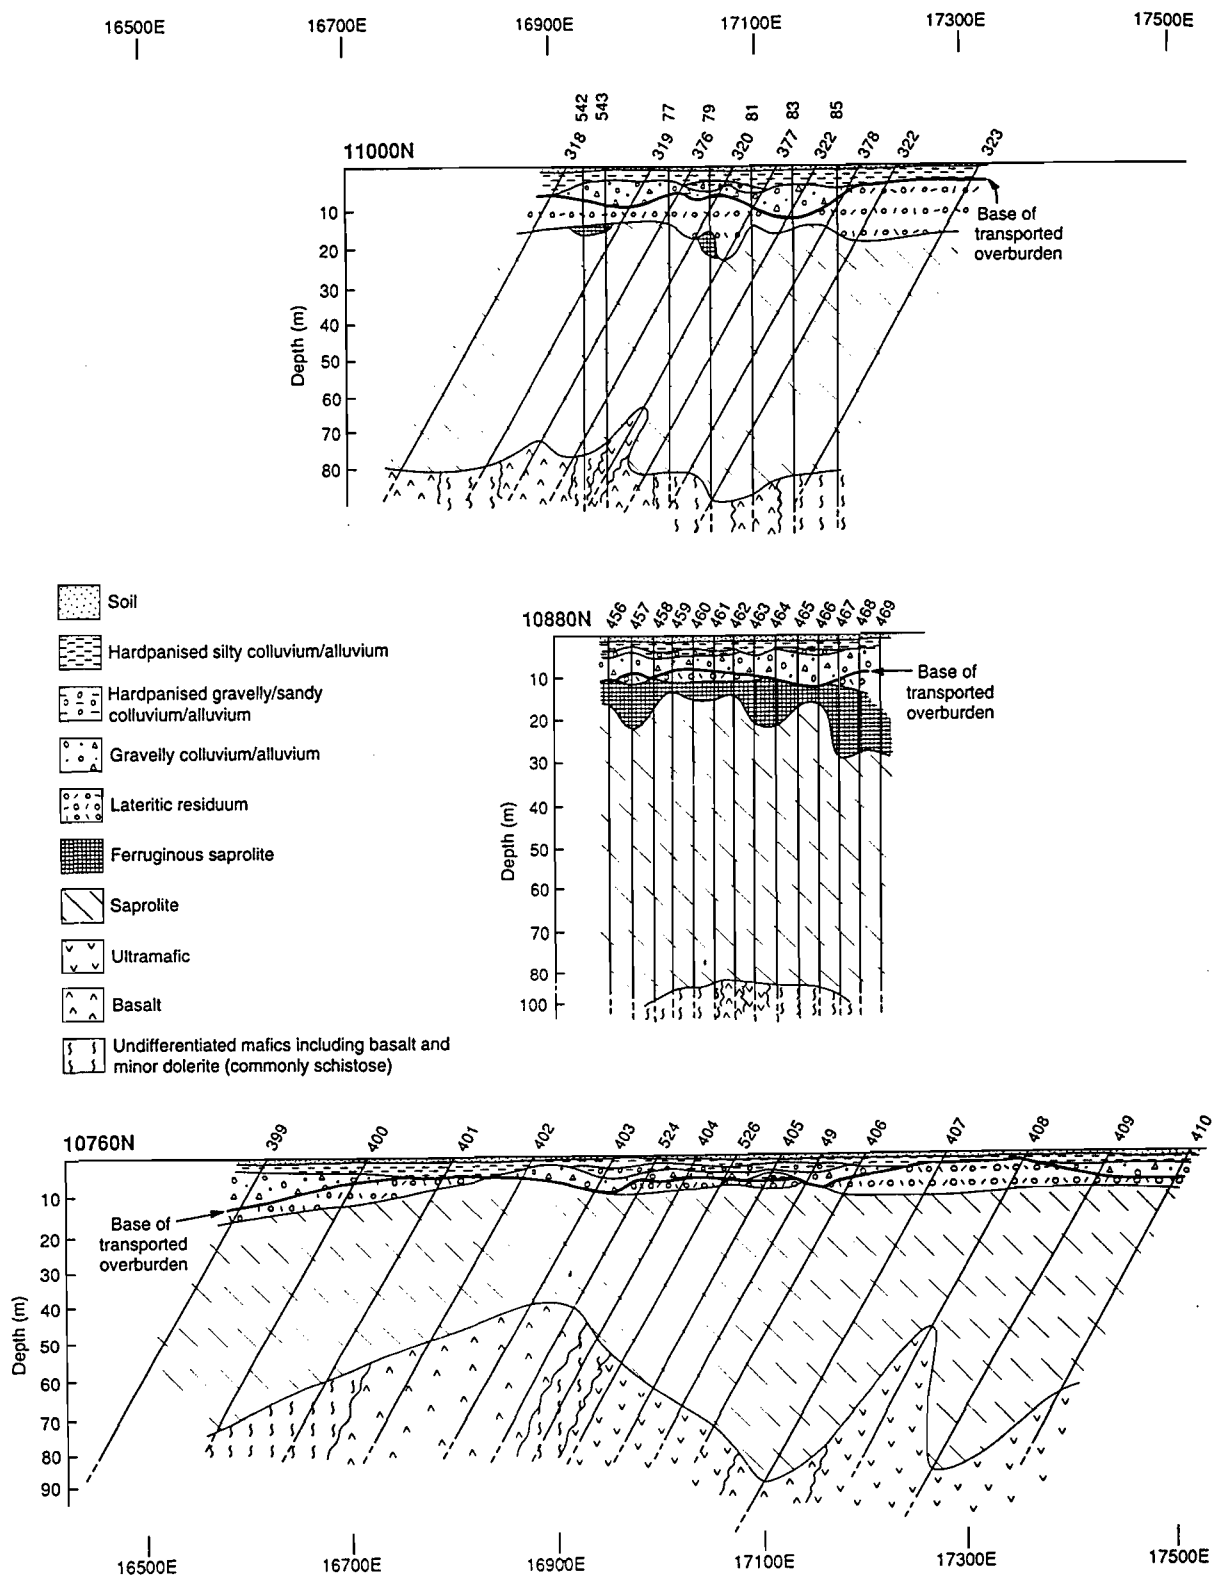 16500E 16700E 16900E 17100E 17300E 17500E
11000N
318 542 543 319 77 376 79 320 81 377 83 322 85 378 322 323
10
20
30
40
50
60
70
80
Depth (m)
Base of
transported
overburden
Soil
Hardpanised silty colluvium/alluvium
Hardpanised gravelly/sandy
colluvium/alluvium
Gravelly colluvium/alluvium
Lateritic residuum
Ferruginous saprolite
Saprolite
Ultramafic
Basalt
Undifferentiated mafics including basalt and
minor dolerite (commonly schistose)
10880N
456 457 458 459 460 461 462 463 464 465 466 467 468 469
10
20
30
40
50
60
70
80
100
Depth (m)
Base of
transported
overburden
10760N
399 400 401 402 403 524 404 526 405 49 406 407 408 409 410
10
20
30
40
50
60
70
80
90
Depth (m)
Base of
transported
overburden
16500E 16700E 16900E 17100E 17300E 17500E